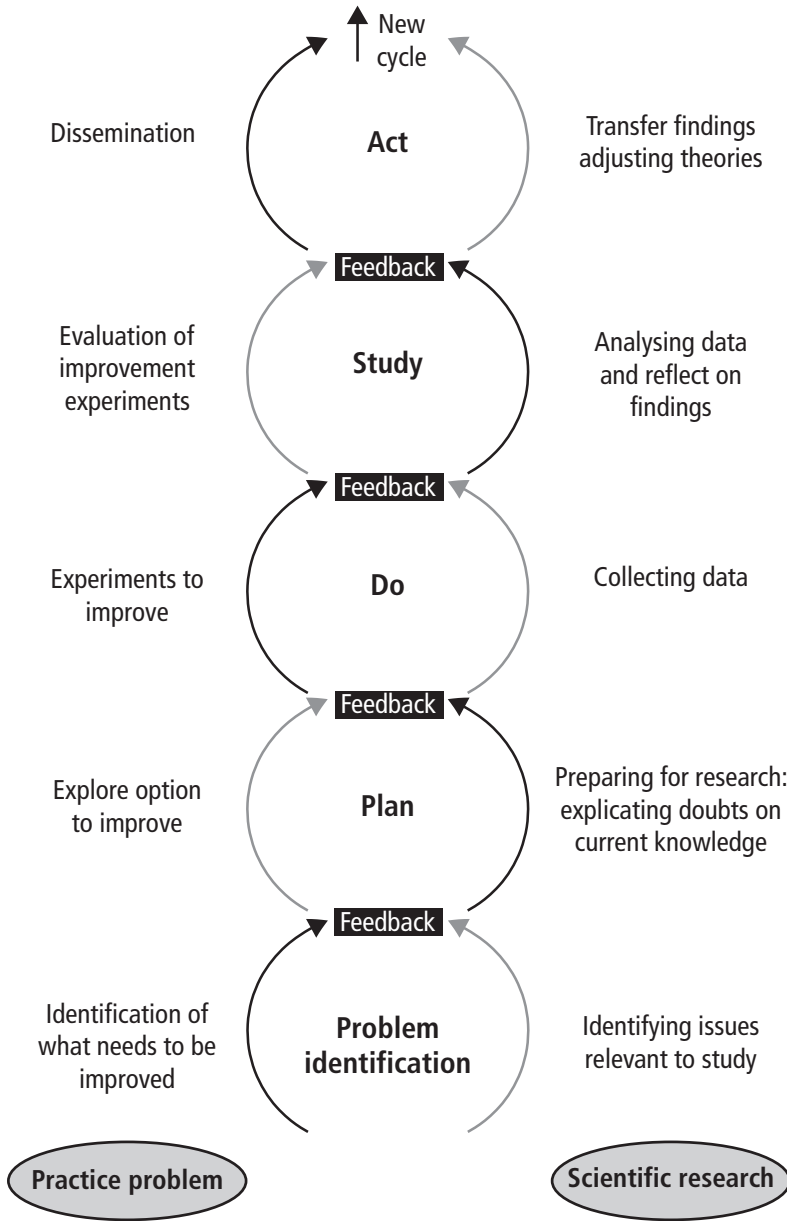 New
cycle
Dissemination
Act
Transfer findings
adjusting theories
Feedback
Evaluation of
improvement
experiments
Study
Analysing data
and reflect on
findings
Feedback
Experiments to
improve
Do
Collecting data
Feedback
Explore option
to improve
Plan
Preparing for research:
explicating doubts on
current knowledge
Feedback
Identification of
what needs to be
improved
Problem
identification
Identifying issues
relevant to study
Practice problem
Scientific research